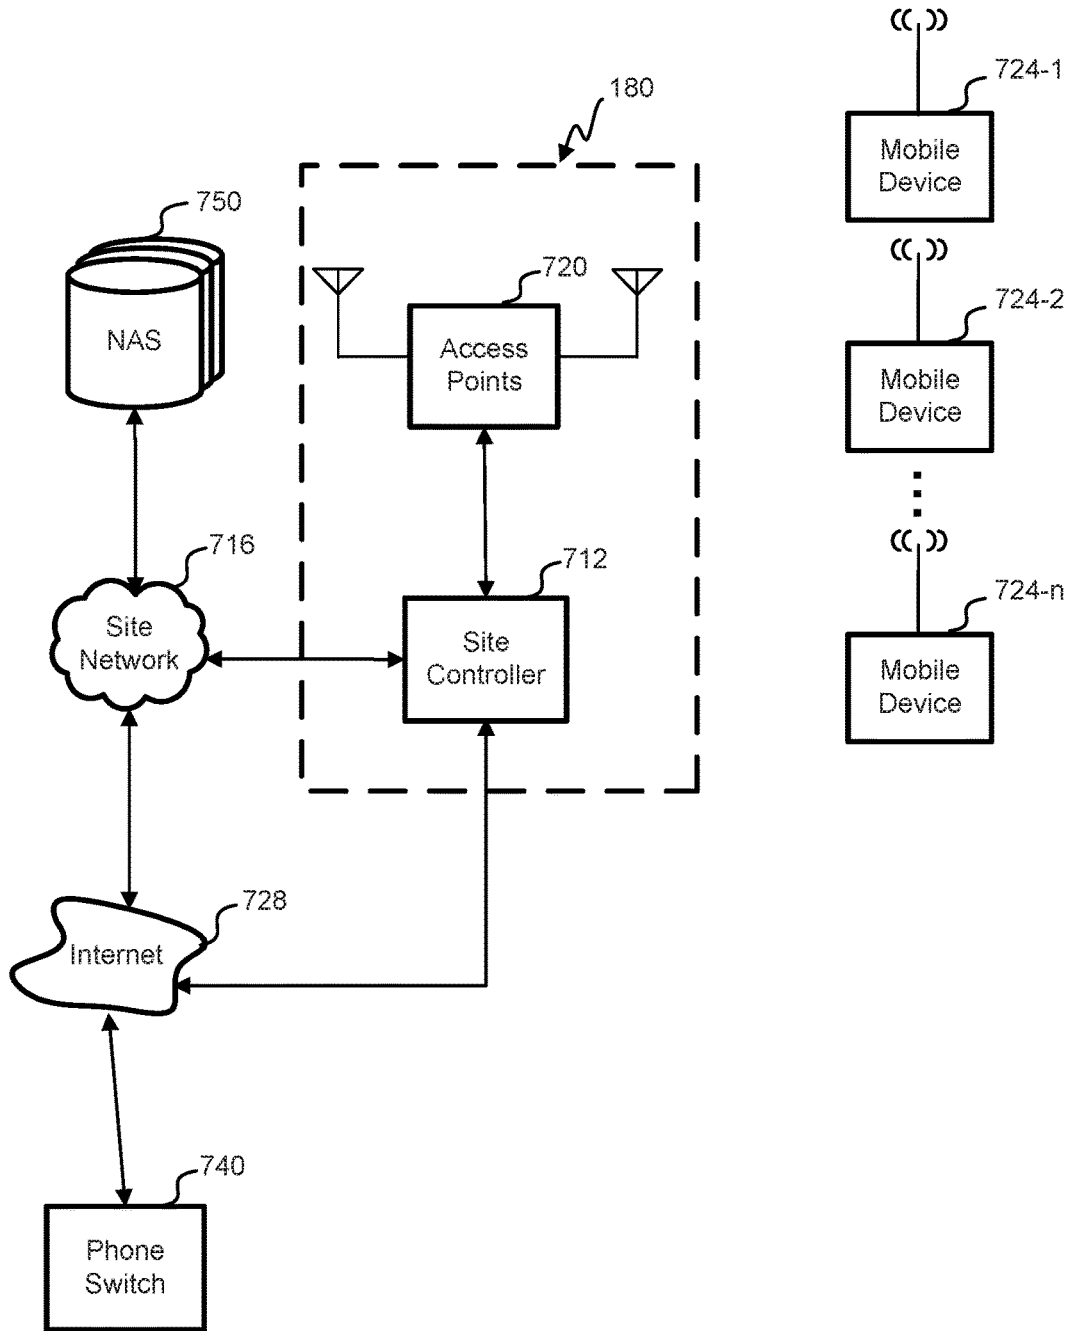 724-1
Mobile
Device
180
750
NAS
720
Access
Points
724-2
Mobile
Device
716
Site
Network
712
Site
Controller
724-n
Mobile
Device
728
Internet
740
Phone
Switch